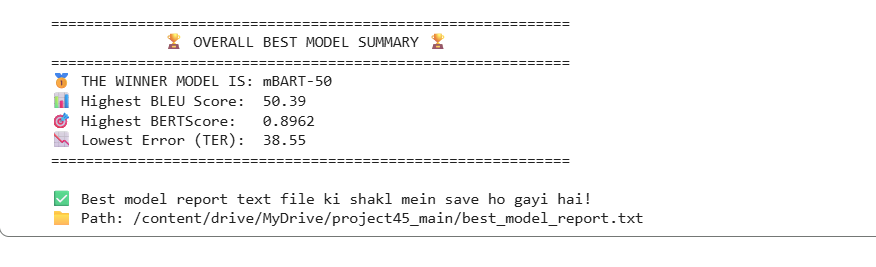 ============================================================
🏆 OVERALL BEST MODEL SUMMARY 🏆
============================================================
🥇 THE WINNER MODEL IS: mBART-50
📊 Highest BLEU Score: 50.39
🎯 Highest BERTScore: 0.8962
📉 Lowest Error (TER): 38.55
============================================================
✅ Best model report text file ki shakl mein save ho gayi hai!
📁 Path: /content/drive/MyDrive/project45_main/best_model_report.txt